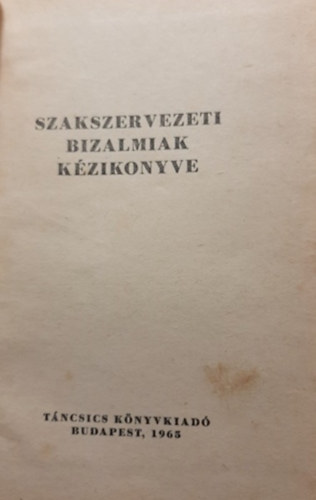 SZAKSZERVEZETI
BIZALMIAK
KÉZIKONYVE
TÁNCSICS KÖNYVKIADÓ
BUDAPEST, 1965